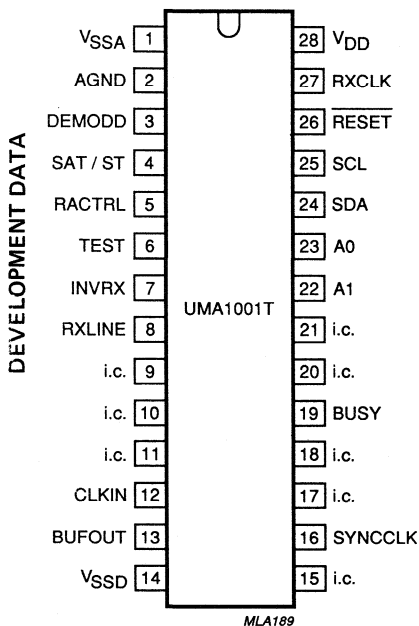 DEVELOPMENT DATA
VSSA 1
AGND 2
DEMODD 3
SAT / ST 4
RACTRL 5
TEST 6
INVRX 7
RXLINE 8
i.c. 9
i.c. 10
i.c. 11
CLKIN 12
BUFOUT 13
VSSD 14
UMA1001T
28 VDD
27 RXCLK
26 RESET
25 SCL
24 SDA
23 A0
22 A1
21 i.c.
20 i.c.
19 BUSY
18 i.c.
17 i.c.
16 SYNCCLK
15 i.c.
MLA189